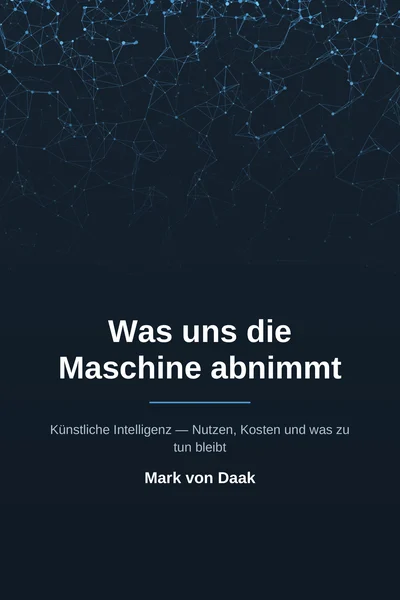 Was uns die
Maschine abnimmt
Künstliche Intelligenz — Nutzen, Kosten und was zu
tun bleibt
Mark von Daak